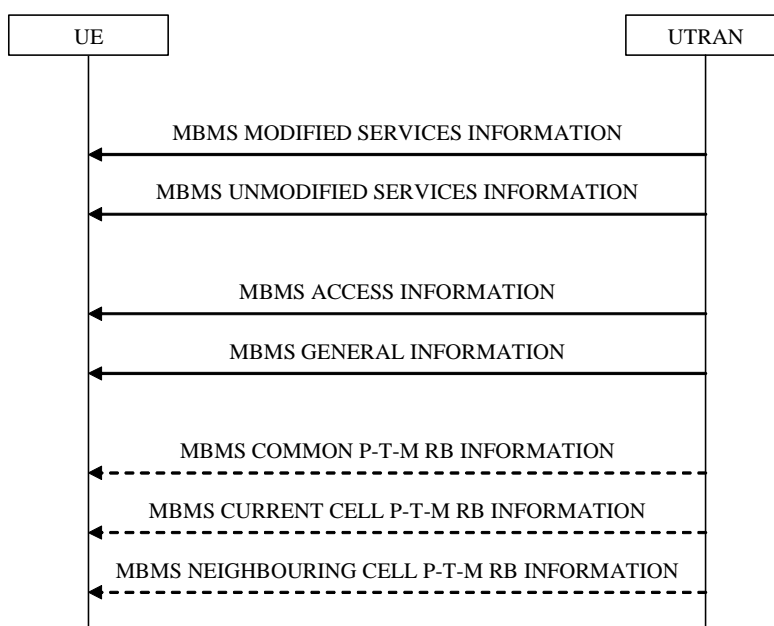 UE
UTRAN
MBMS MODIFIED SERVICES INFORMATION
MBMS UNMODIFIED SERVICES INFORMATION
MBMS ACCESS INFORMATION
MBMS GENERAL INFORMATION
MBMS COMMON P-T-M RB INFORMATION
MBMS CURRENT CELL P-T-M RB INFORMATION
MBMS NEIGHBOURING CELL P-T-M RB INFORMATION